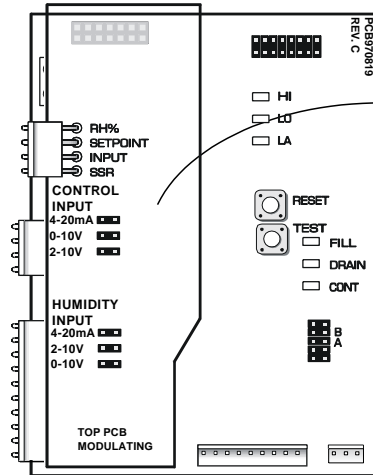 PCB970819
REV. C
HI
LO
LA
RH%
SETPOINT
INPUT
SSR
CONTROL
INPUT
4-20mA
0-10V
2-10V
RESET
TEST
FILL
DRAIN
CONT
HUMIDITY
INPUT
4-20mA
2-10V
0-10V
B
A
TOP PCB
MODULATING